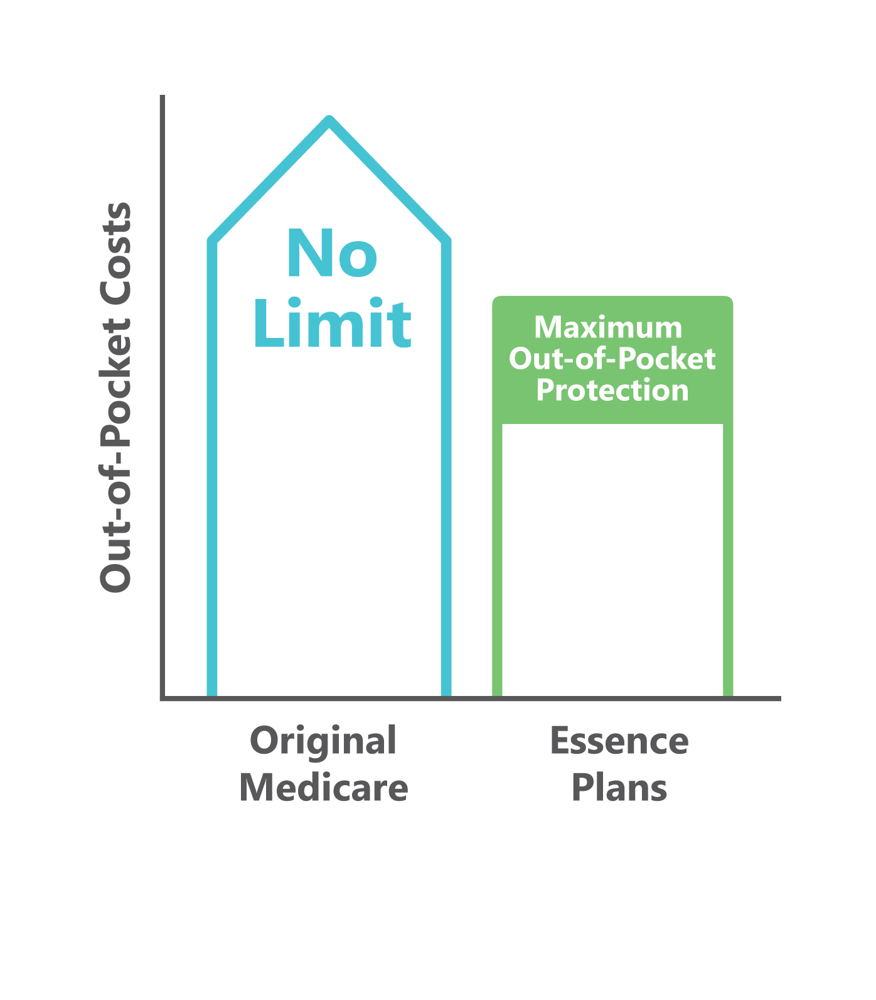 Out-of-Pocket Costs
No
Limit
Maximum
Out-of-Pocket
Protection
Original
Medicare
Essence
Plans